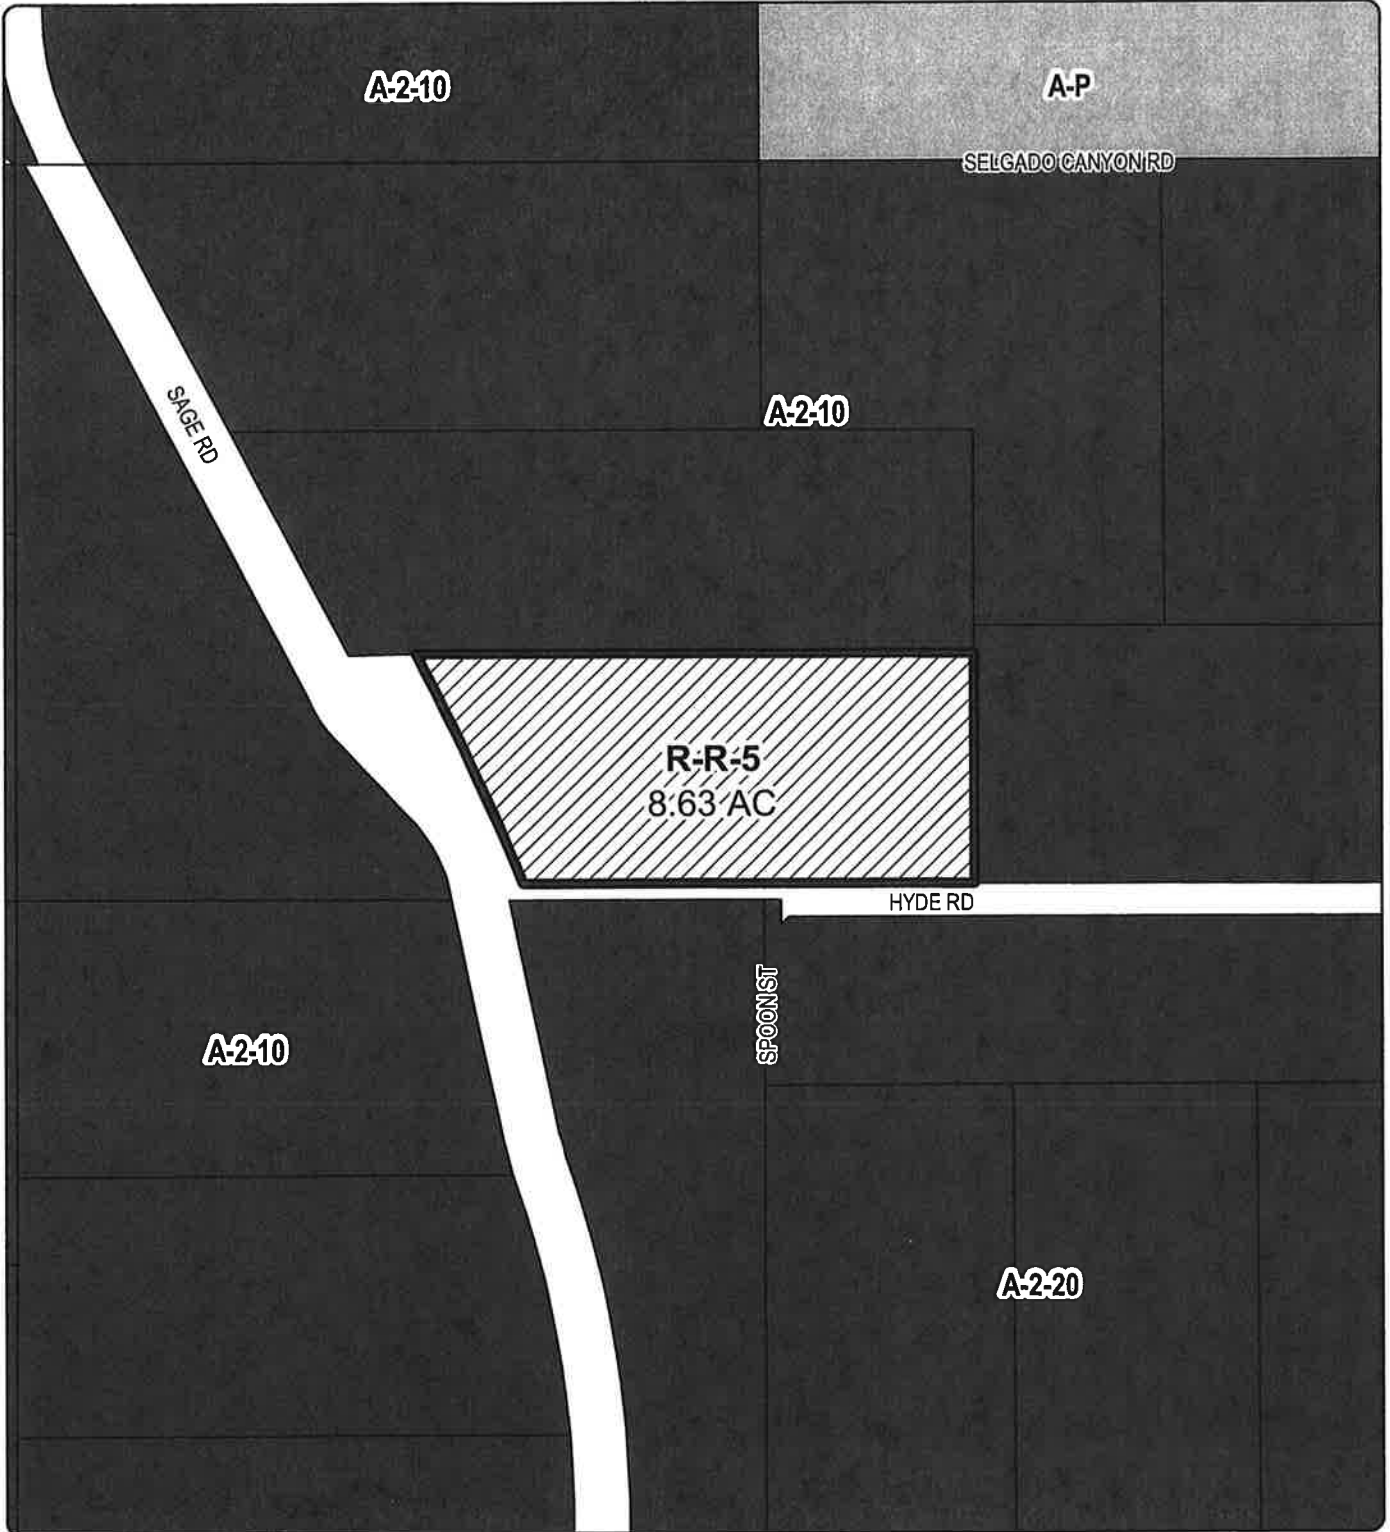 A-2-10
A-P
SELGADO CANYON RD
SAGE RD
A-2-10
R-R-5
8.63 AC
HYDE RD
SPOON ST
A-2-10
A-2-20